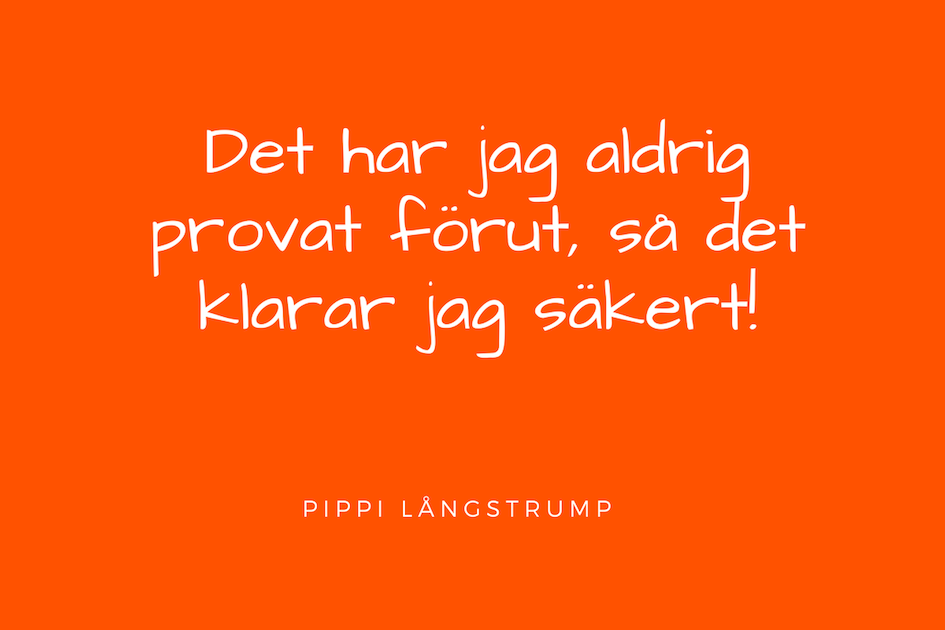 Det har jag aldrig
provat förut, så det
klarar jag säkert!
PIPPI LÅNGSTRUMP